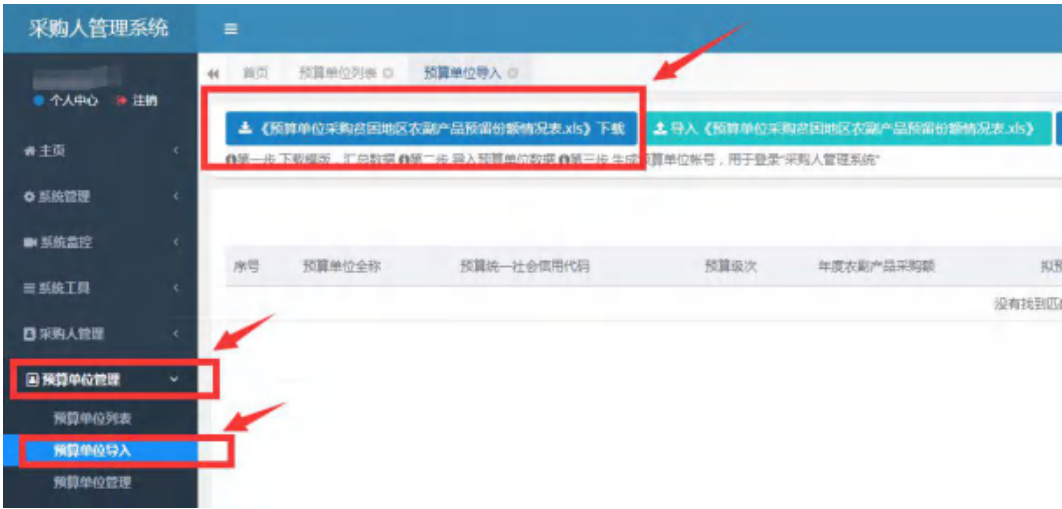 采购人管理系统
首页 预算单位列表 预算单位导入
个人中心 注销
《预算单位采购贫困地区农副产品预留份额情况表.xls》下载 导入《预算单位采购贫困地区农副产品预留份额情况表.xls》
第一步 下载模版，汇总数据 第二步 导入预算单位数据 第三步 生成预算单位帐号，用于登录"采购人管理系统"
主页
系统管理
系统监控
系统工具
采购人管理
预算单位管理
预算单位列表
预算单位导入
预算单位管理
序号 预算单位全称 预算统一社会信用代码 预算级次 年度农副产品采购额 拟预
没有找到匹